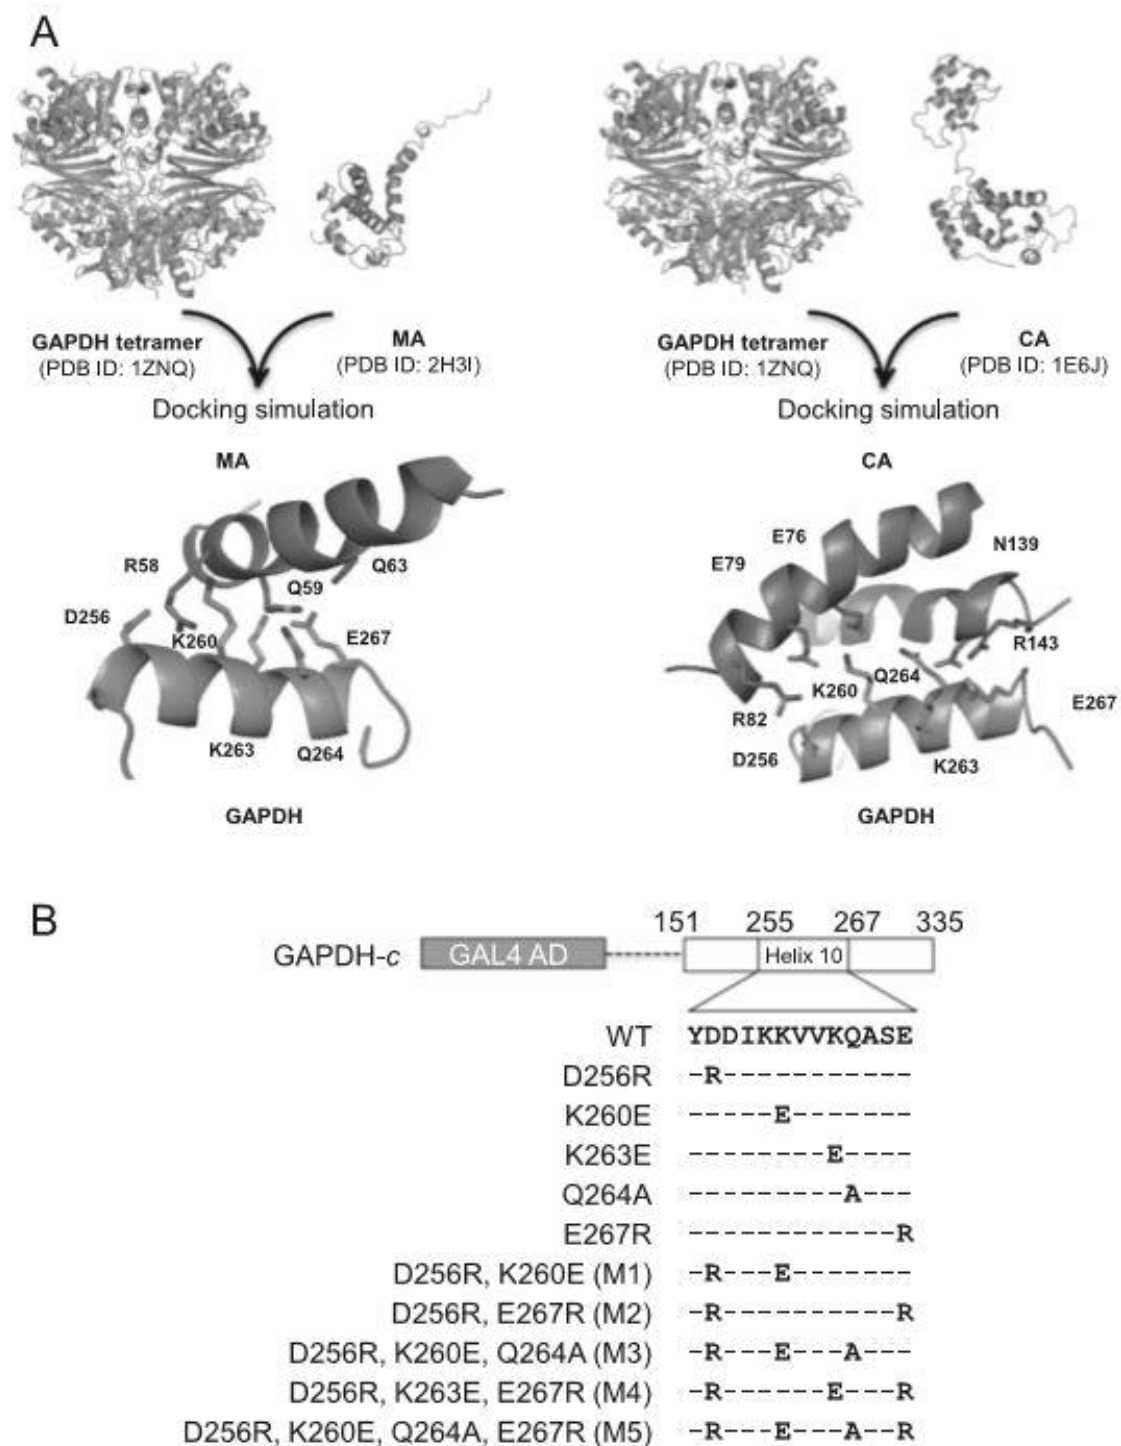 A
GAPDH tetramer
(PDB ID: 1ZNQ)
MA
(PDB ID: 2H3I)
Docking simulation
MA
R58
Q59
Q63
D256
K260
E267
K263
Q264
GAPDH
GAPDH tetramer
(PDB ID: 1ZNQ)
CA
(PDB ID: 1E6J)
Docking simulation
CA
E76
N139
E79
R143
Q264
K260
E267
R82
D256
K263
GAPDH
B
151 255 267 335
GAPDH-c GAL4 AD Helix 10
WT YDDIKKVVKQASE
D256R -R-----------
K260E -----E-------
K263E --------E----
Q264A ---------A---
E267R ------------R
D256R, K260E (M1) -R---E-------
D256R, E267R (M2) -R----------R
D256R, K260E, Q264A (M3) -R---E---A---
D256R, K263E, E267R (M4) -R------E---R
D256R, K260E, Q264A, E267R (M5) -R---E---A--R